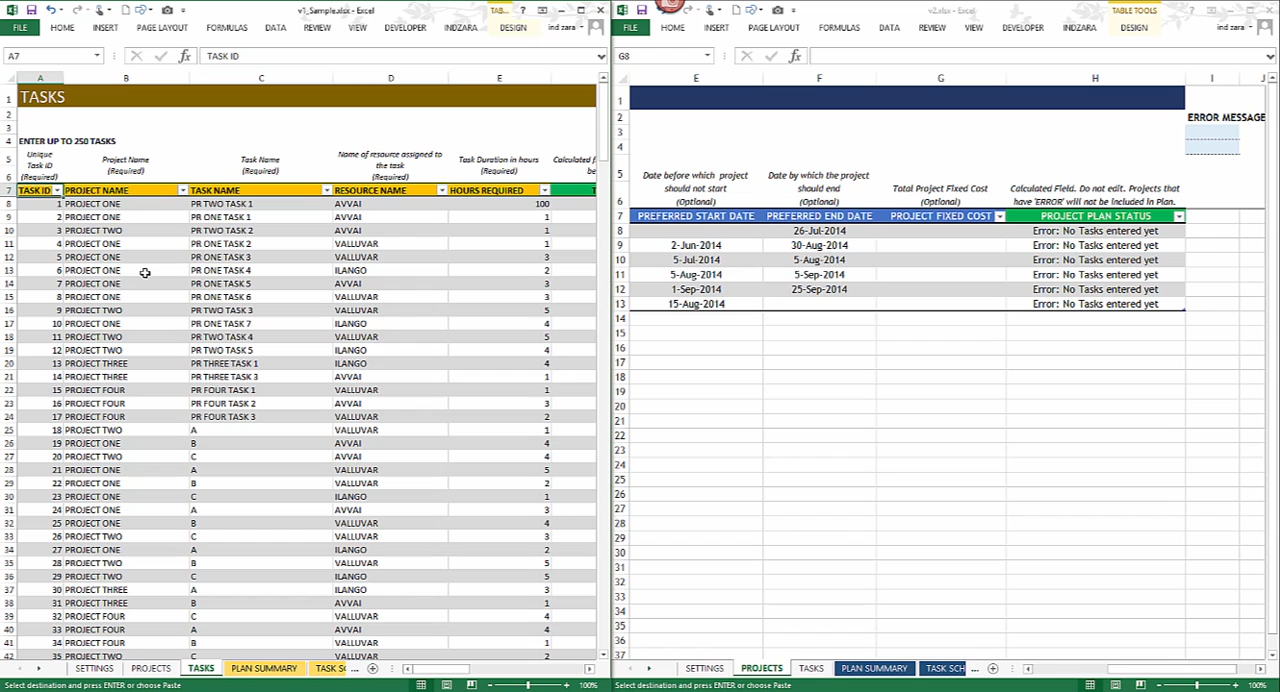 v1_Sample.xlsx - Excel
TAB...
FILE HOME INSERT PAGE LAYOUT FORMULAS DATA REVIEW VIEW DEVELOPER INDZARA DESIGN ind zara
A7 fx TASK ID
A B C D E
1 TASKS
2
3
4 ENTER UP TO 250 TASKS
5 Unique Task ID (Required) Project Name (Required) Task Name (Required) Name of resource assigned to the task (Required) Task Duration in hours (Required)
6
7 TASK ID PROJECT NAME TASK NAME RESOURCE NAME HOURS REQUIRED
8 1 PROJECT ONE PR TWO TASK 1 AVVAI 100
9 2 PROJECT ONE PR ONE TASK 1 AVVAI 1
10 3 PROJECT TWO PR TWO TASK 2 AVVAI 1
11 4 PROJECT ONE PR ONE TASK 2 VALLUVAR 3
12 5 PROJECT ONE PR ONE TASK 3 VALLUVAR 3
13 6 PROJECT ONE PR ONE TASK 4 ILANGO 2
14 7 PROJECT ONE PR ONE TASK 5 AVVAI 3
15 8 PROJECT ONE PR ONE TASK 6 VALLUVAR 3
16 9 PROJECT TWO PR TWO TASK 3 VALLUVAR 5
17 10 PROJECT ONE PR ONE TASK 7 ILANGO 4
18 11 PROJECT TWO PR TWO TASK 4 VALLUVAR 5
19 12 PROJECT TWO PR TWO TASK 5 ILANGO 4
20 13 PROJECT THREE PR THREE TASK 1 ILANGO 4
21 14 PROJECT THREE PR THREE TASK 3 AVVAI 1
22 15 PROJECT FOUR PR FOUR TASK 1 VALLUVAR 1
23 16 PROJECT FOUR PR FOUR TASK 2 AVVAI 3
24 17 PROJECT FOUR PR FOUR TASK 3 VALLUVAR 2
25 18 PROJECT TWO A VALLUVAR 1
26 19 PROJECT ONE B AVVAI 4
27 20 PROJECT TWO C AVVAI 4
28 21 PROJECT ONE A VALLUVAR 5
29 22 PROJECT ONE B VALLUVAR 2
30 23 PROJECT ONE C ILANGO 1
31 24 PROJECT ONE A AVVAI 3
32 25 PROJECT ONE B VALLUVAR 4
33 26 PROJECT TWO C VALLUVAR 3
34 27 PROJECT ONE A ILANGO 2
35 28 PROJECT TWO B VALLUVAR 5
36 29 PROJECT TWO C ILANGO 5
37 30 PROJECT THREE A ILANGO 3
38 31 PROJECT THREE B AVVAI 1
39 32 PROJECT FOUR C AVVAI 4
40 33 PROJECT FOUR A AVVAI 4
41 34 PROJECT FOUR B VALLUVAR 1
42 35 PROJECT TWO C VALLUVAR 2
SETTINGS PROJECTS TASKS PLAN SUMMARY TASK SC ...
Select destination and press ENTER or choose Paste 100%
v2.xlsx - Excel
TABLE TOOLS
FILE HOME INSERT PAGE LAYOUT FORMULAS DATA REVIEW VIEW DEVELOPER INDZARA DESIGN ind zara
G8 fx
E F G H I J
1
2 ERROR MESSAGE
3
4
5
6 Date before which project should not start (Optional) Date by which the project should end (Optional) Total Project Fixed Cost (Optional) Calculated Field. Do not edit. Projects that have 'ERROR' will not be included in Plan.
7 PREFERRED START DATE PREFERRED END DATE PROJECT FIXED COST PROJECT PLAN STATUS
8 26-Jul-2014 Error: No Tasks entered yet
9 2-Jun-2014 30-Aug-2014 Error: No Tasks entered yet
10 5-Jul-2014 5-Aug-2014 Error: No Tasks entered yet
11 5-Aug-2014 5-Sep-2014 Error: No Tasks entered yet
12 1-Sep-2014 25-Sep-2014 Error: No Tasks entered yet
13 15-Aug-2014 Error: No Tasks entered yet
14
15
16
17
18
19
20
21
22
23
24
25
26
27
28
29
30
31
32
33
34
35
36
37
SETTINGS PROJECTS TASKS PLAN SUMMARY TASK SCH ...
Select destination and press ENTER or choose Paste 100%